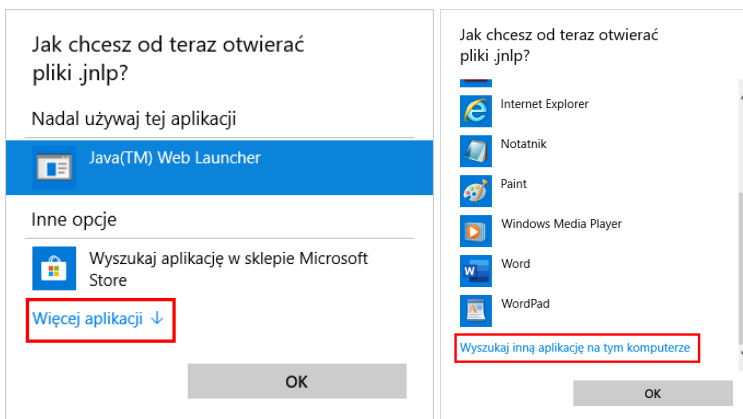 Jak chcesz od teraz otwierać
pliki .jnlp?
Nadal używaj tej aplikacji
Java(TM) Web Launcher
Inne opcje
Wyszukaj aplikację w sklepie Microsoft
Store
Więcej aplikacji ↓
OK
Jak chcesz od teraz otwierać
pliki .jnlp?
Internet Explorer
Notatnik
Paint
Windows Media Player
Word
WordPad
Wyszukaj inną aplikację na tym komputerze
OK